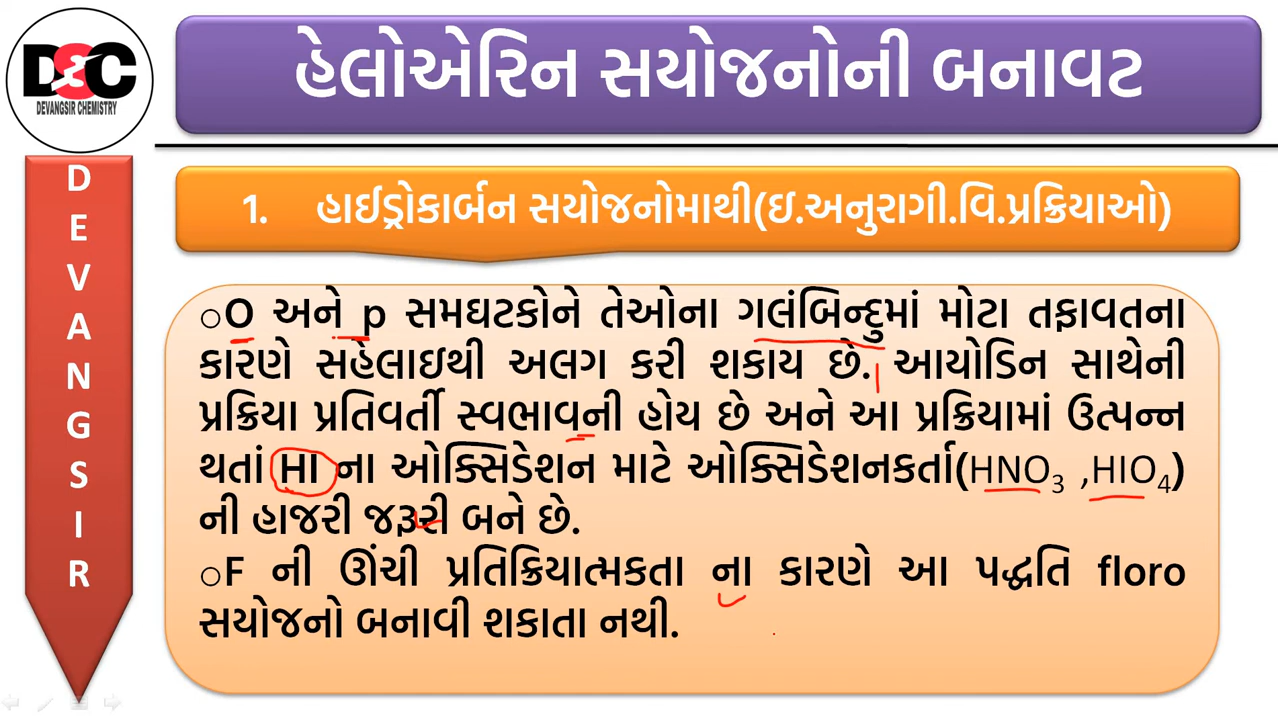 D&C
DEVANGSIR CHEMISTRY
હેલોએરિન સયોજનોની બનાવટ
DEVANGSIR
1. હાઈડ્રોકાર્બન સયોજનોમાથી(ઇ.અનુરાગી.વિ.પ્રક્રિયાઓ)
○O અને p સમઘટકોને તેઓના ગલંબિન્દુમાં મોટા તફાવતના
કારણે સહેલાઇથી અલગ કરી શકાય છે. આયોડિન સાથેની
પ્રક્રિયા પ્રતિવર્તી સ્વભાવની હોય છે અને આ પ્રક્રિયામાં ઉત્પન્ન
થતાં HI ના ઓક્સિડેશન માટે ઓક્સિડેશનકર્તા(HNO₃ ,HIO₄)
ની હાજરી જરૂરી બને છે.
○F ની ઊંચી પ્રતિક્રિયાત્મકતા ના કારણે આ પદ્ધતિ floro
સયોજનો બનાવી શકાતા નથી.